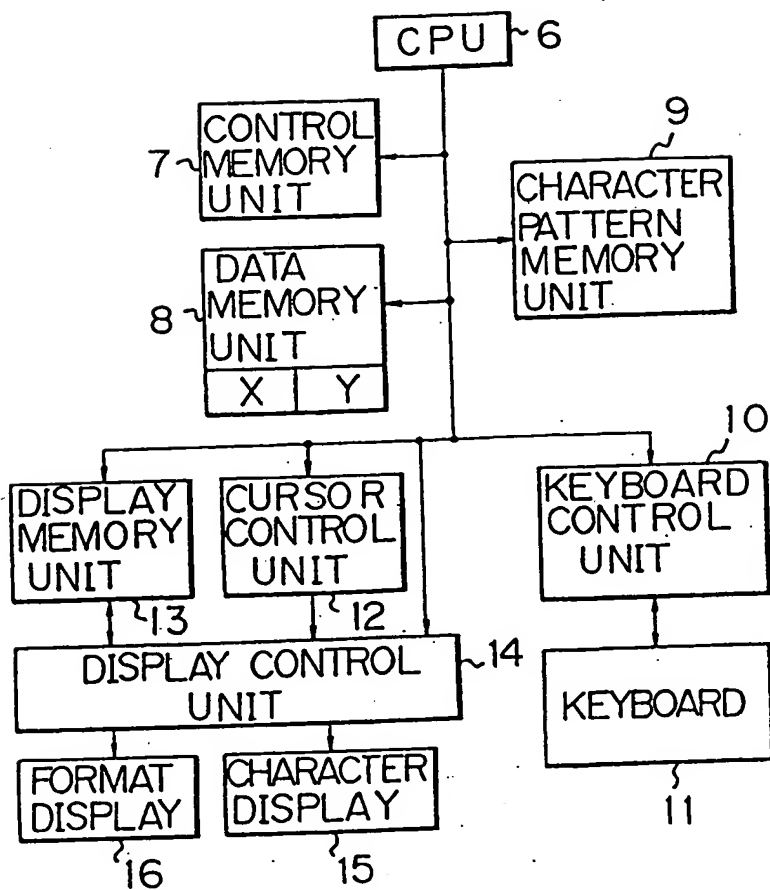 CPU
6
CONTROL
MEMORY
UNIT
7
9
CHARACTER
PATTERN
MEMORY
UNIT
DATA
MEMORY
UNIT
8
X Y
10
DISPLAY
MEMORY
UNIT
13
CURSOR
CONTROL
UNIT
12
KEYBOARD
CONTROL
UNIT
DISPLAY CONTROL
UNIT
14
KEYBOARD
11
FORMAT
DISPLAY
16
CHARACTER
DISPLAY
15